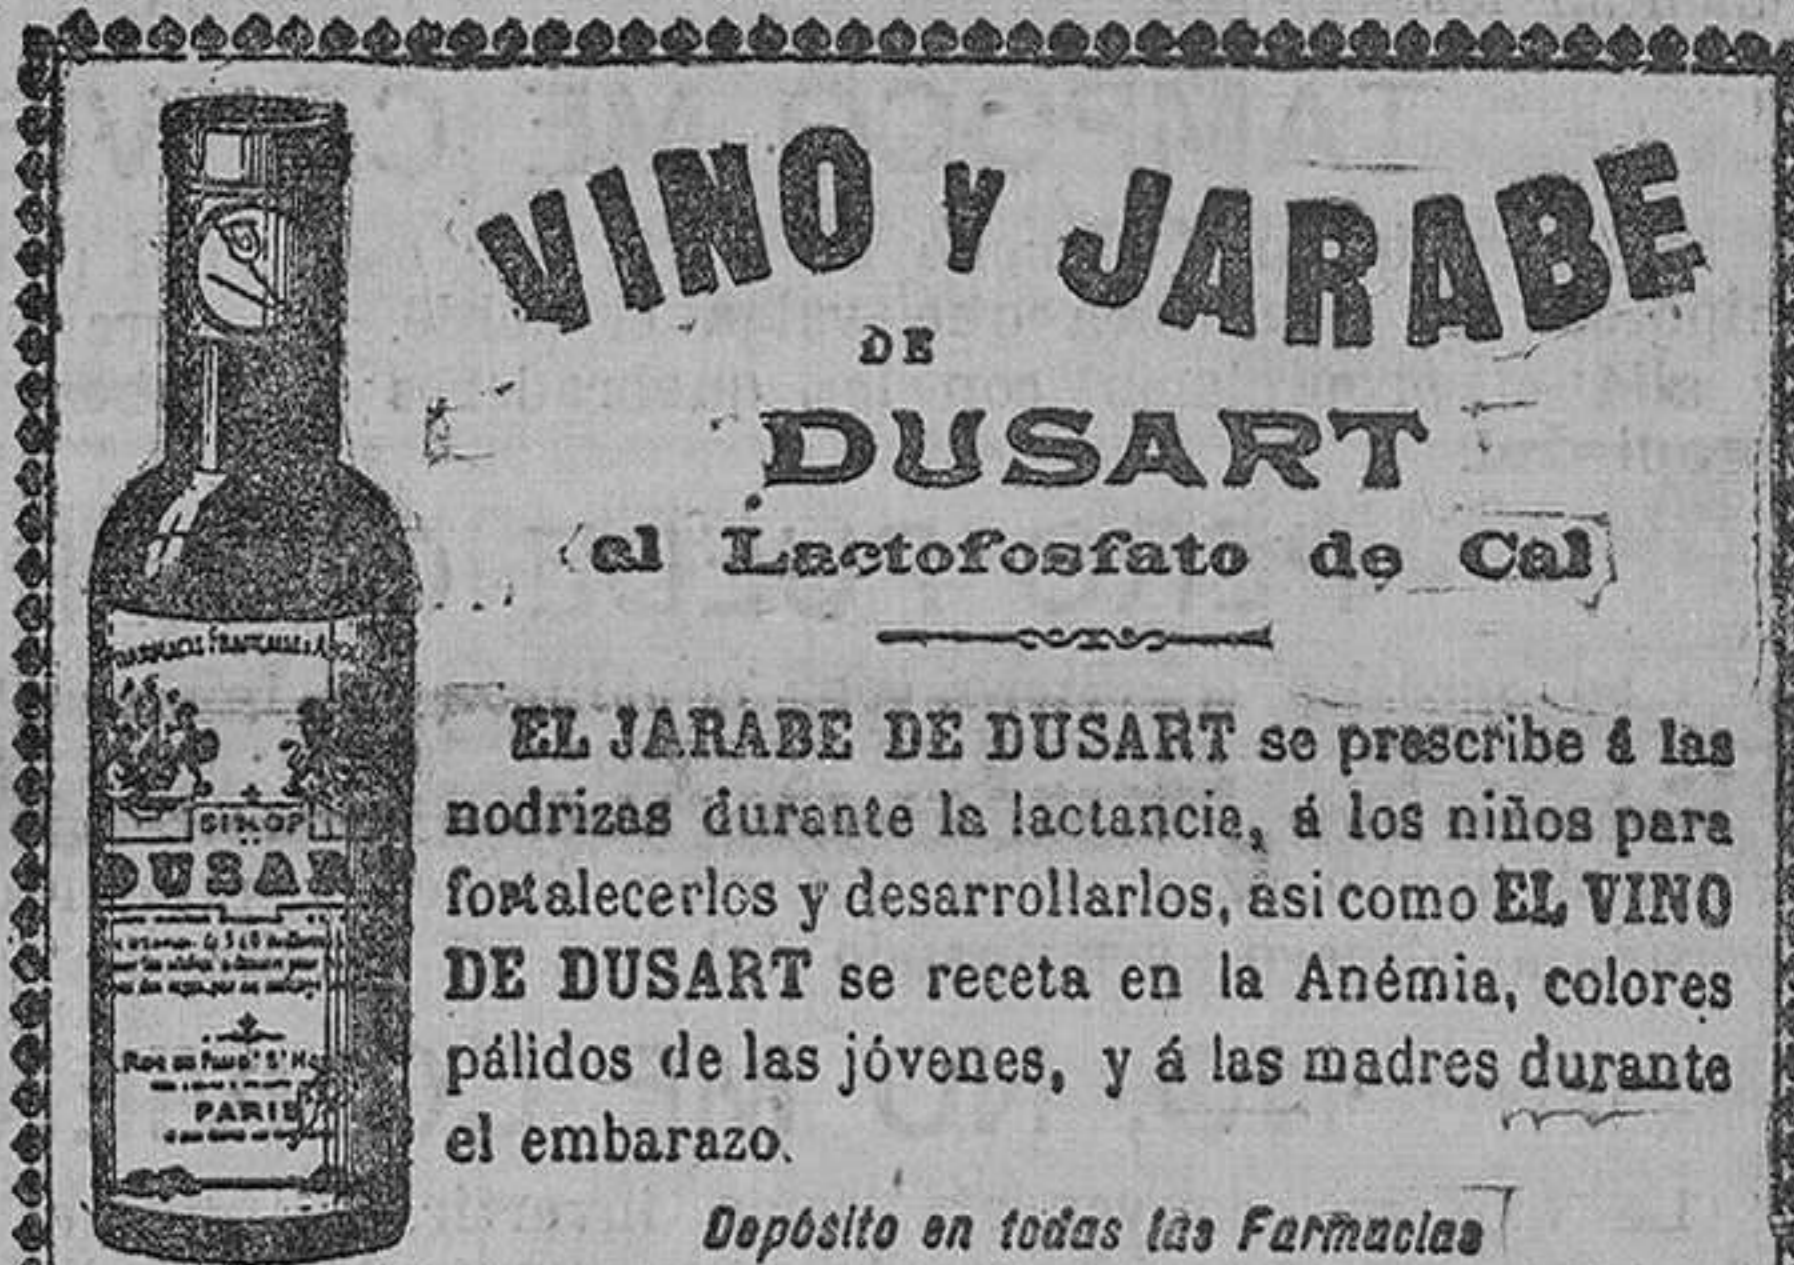 VINO Y JARABE
DE
DUSART
al Lactofosfato de Cal
EL JARABE DE DUSART se prescribe á las
nodrizas durante la lactancia, á los niños para
fortalecerlos y desarrollarlos, asi como EL VINO
DE DUSART se receta en la Anémia, colores
pálidos de las jóvenes, y á las madres durante
el embarazo.
Depósito en todas las Farmacias
SIROP
DUSAR
PARIS